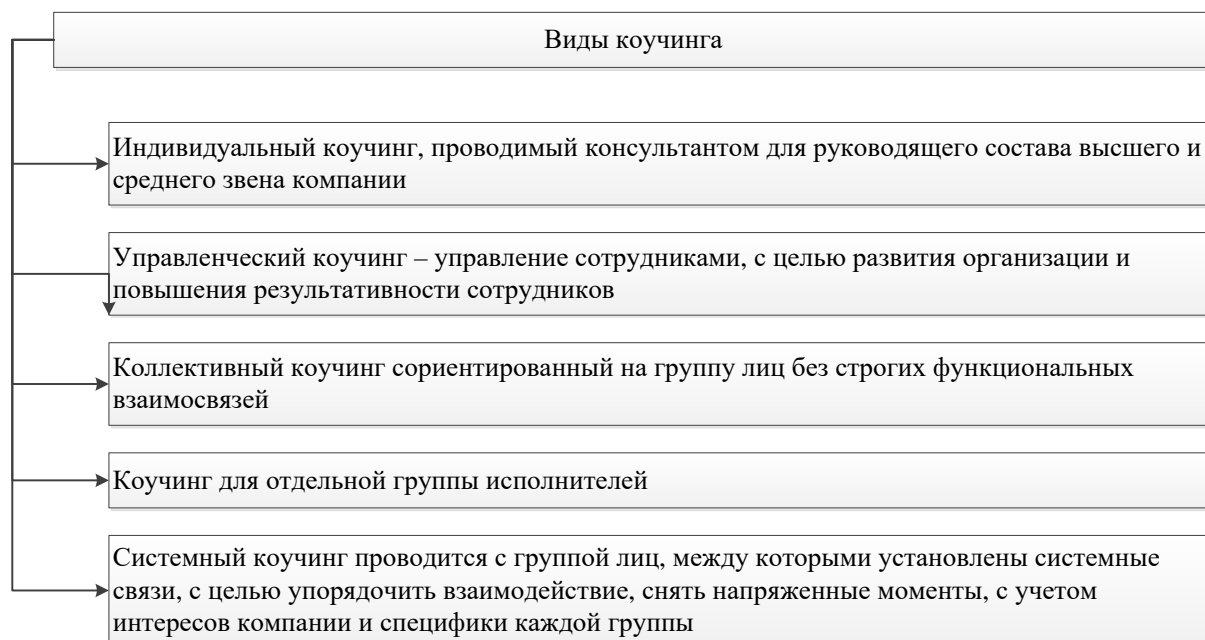 Виды коучинга
Индивидуальный коучинг, проводимый консультантом для руководящего состава высшего и
среднего звена компании
Управленческий коучинг – управление сотрудниками, с целью развития организации и
повышения результативности сотрудников
Коллективный коучинг сориентированный на группу лиц без строгих функциональных
взаимосвязей
Коучинг для отдельной группы исполнителей
Системный коучинг проводится с группой лиц, между которыми установлены системные
связи, с целью упорядочить взаимодействие, снять напряженные моменты, с учетом
интересов компании и специфики каждой группы